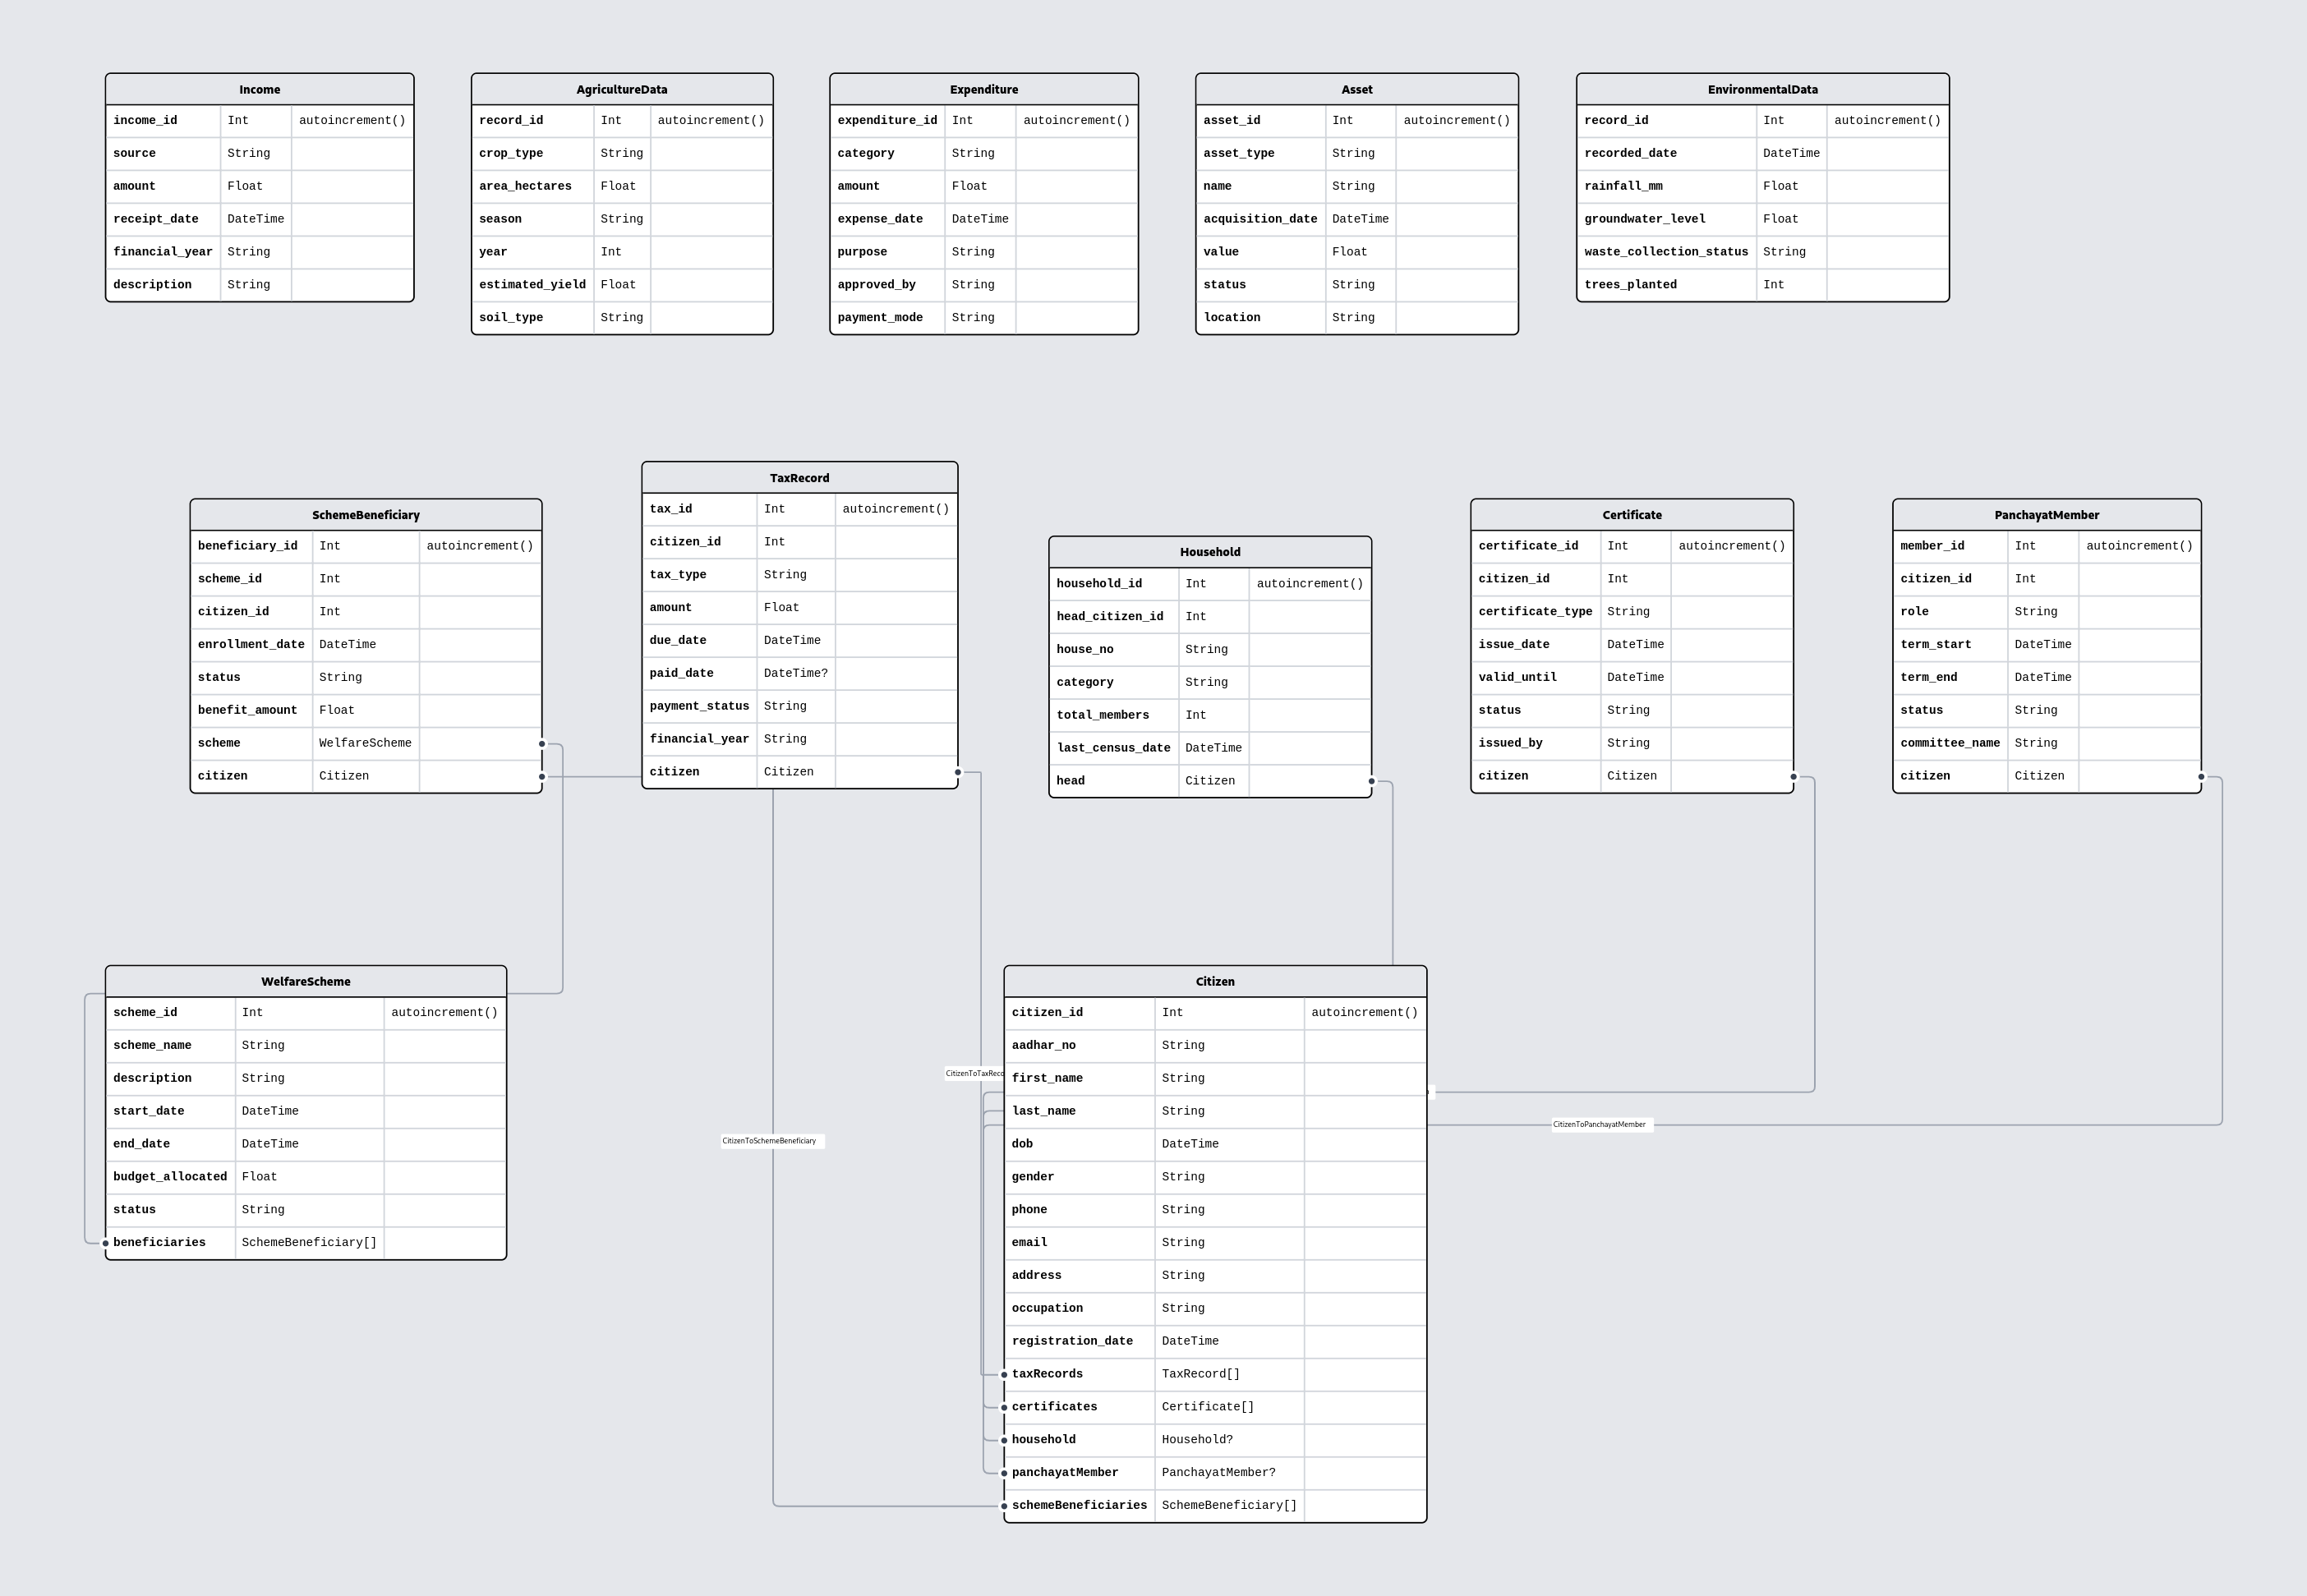 Income
income_id Int autoincrement()
source String
amount Float
receipt_date DateTime
financial_year String
description String
AgricultureData
record_id Int autoincrement()
crop_type String
area_hectares Float
season String
year Int
estimated_yield Float
soil_type String
Expenditure
expenditure_id Int autoincrement()
category String
amount Float
expense_date DateTime
purpose String
approved_by String
payment_mode String
Asset
asset_id Int autoincrement()
asset_type String
name String
acquisition_date DateTime
value Float
status String
location String
EnvironmentalData
record_id Int autoincrement()
recorded_date DateTime
rainfall_mm Float
groundwater_level Float
waste_collection_status String
trees_planted Int
SchemeBeneficiary
beneficiary_id Int autoincrement()
scheme_id Int
citizen_id Int
enrollment_date DateTime
status String
benefit_amount Float
scheme WelfareScheme
citizen Citizen
TaxRecord
tax_id Int autoincrement()
citizen_id Int
tax_type String
amount Float
due_date DateTime
paid_date DateTime?
payment_status String
financial_year String
citizen Citizen
Household
household_id Int autoincrement()
head_citizen_id Int
house_no String
category String
total_members Int
last_census_date DateTime
head Citizen
Certificate
certificate_id Int autoincrement()
citizen_id Int
certificate_type String
issue_date DateTime
valid_until DateTime
status String
issued_by String
citizen Citizen
PanchayatMember
member_id Int autoincrement()
citizen_id Int
role String
term_start DateTime
term_end DateTime
status String
committee_name String
citizen Citizen
WelfareScheme
scheme_id Int autoincrement()
scheme_name String
description String
start_date DateTime
end_date DateTime
budget_allocated Float
status String
beneficiaries SchemeBeneficiary[]
CitizenToSchemeBeneficiary
CitizenToTaxReco
Citizen
citizen_id Int autoincrement()
aadhar_no String
first_name String
last_name String
dob DateTime
gender String
phone String
email String
address String
occupation String
registration_date DateTime
taxRecords TaxRecord[]
certificates Certificate[]
household Household?
panchayatMember PanchayatMember?
schemeBeneficiaries SchemeBeneficiary[]
CitizenToPanchayatMember